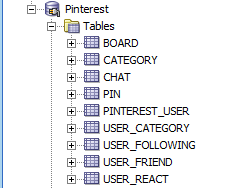 Pinterest
Tables
BOARD
CATEGORY
CHAT
PIN
PINTEREST_USER
USER_CATEGORY
USER_FOLLOWING
USER_FRIEND
USER_REACT